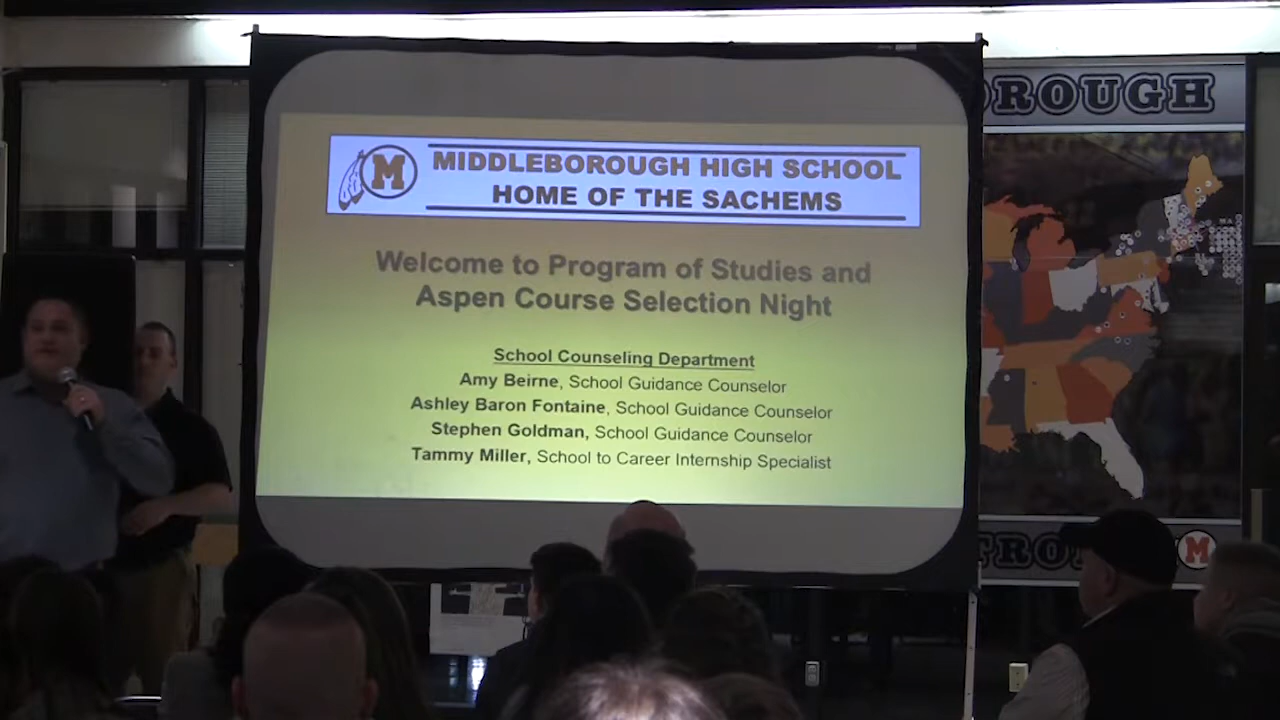 OROUGH
M
MIDDLEBOROUGH HIGH SCHOOL
HOME OF THE SACHEMS
Welcome to Program of Studies and
Aspen Course Selection Night
School Counseling Department
Amy Beirne, School Guidance Counselor
Ashley Baron Fontaine, School Guidance Counselor
Stephen Goldman, School Guidance Counselor
Tammy Miller, School to Career Internship Specialist
TRO
M